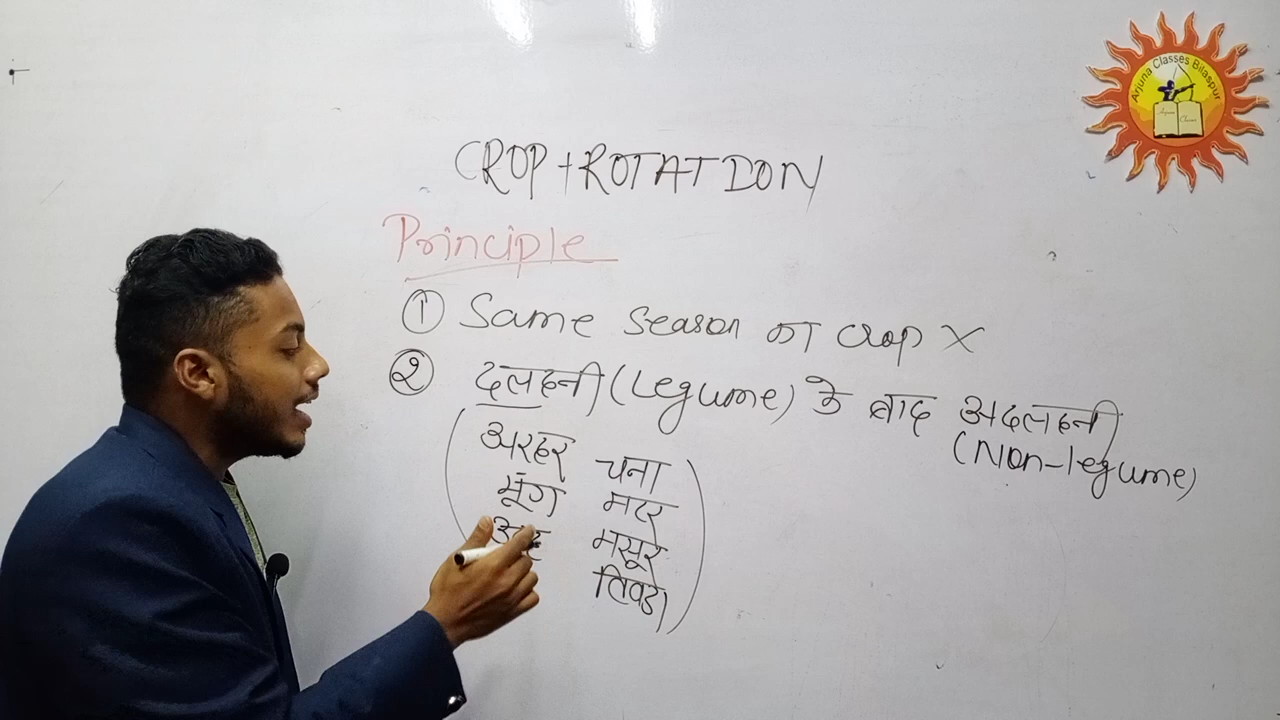 Arjuna Classes Bilaspur
CROP + ROTATION
Principle
① Same season का crop X
② दलहनी (Legume) के बाद अदलहनी
(Non-legume)
अरहर चना
मूंग मटर
मसूर
तिवड़ा